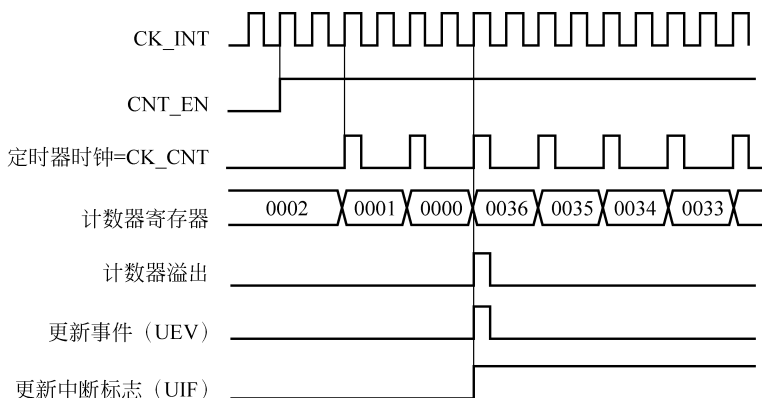 CK_INT
CNT_EN
定时器时钟=CK_CNT
计数器寄存器
0002 0001 0000 0036 0035 0034 0033
计数器溢出
更新事件（UEV）
更新中断标志（UIF）